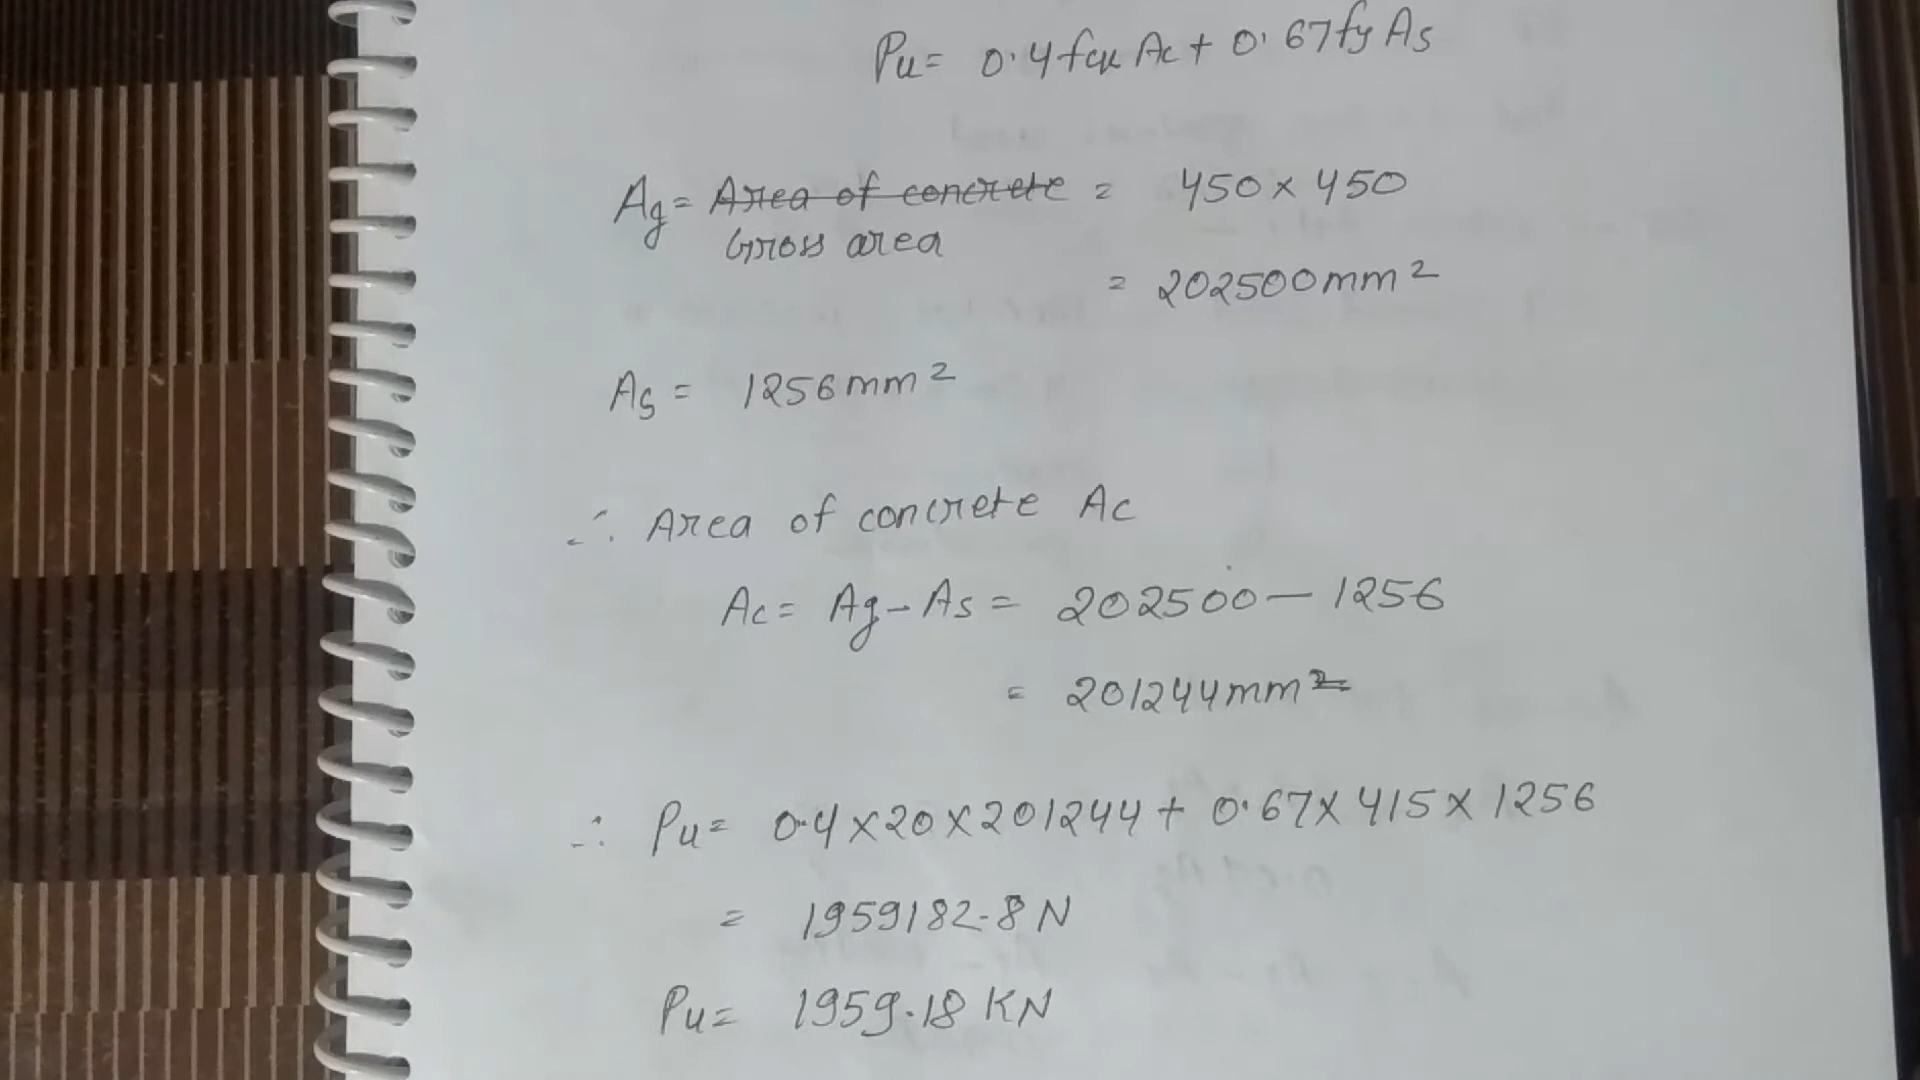 Pu = 0.4 fck Ac + 0.67 fy As
Ag = Area of concrete = 450 × 450
Gross area
= 202500 mm²
As = 1256 mm²
∴ Area of concrete Ac
Ac = Ag - As = 202500 - 1256
= 201244 mm²
∴ Pu = 0.4 × 20 × 201244 + 0.67 × 415 × 1256
= 1959182.8 N
Pu = 1959.18 KN